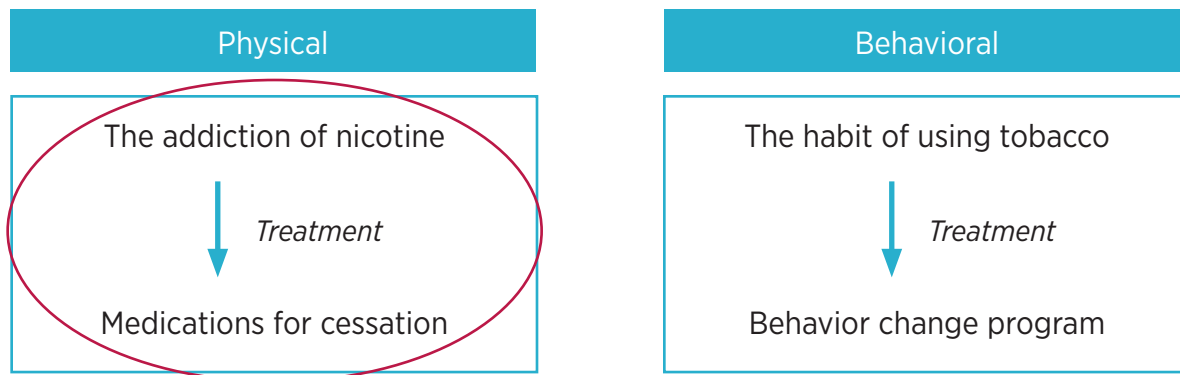 Physical
The addiction of nicotine
Treatment
Medications for cessation
Behavioral
The habit of using tobacco
Treatment
Behavior change program